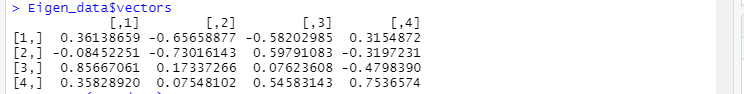 > Eigen_data$vectors
[,1] [,2] [,3] [,4]
[1,] 0.36138659 -0.65658877 -0.58202985 0.3154872
[2,] -0.08452251 -0.73016143 0.59791083 -0.3197231
[3,] 0.85667061 0.17337266 0.07623608 -0.4798390
[4,] 0.35828920 0.07548102 0.54583143 0.7536574